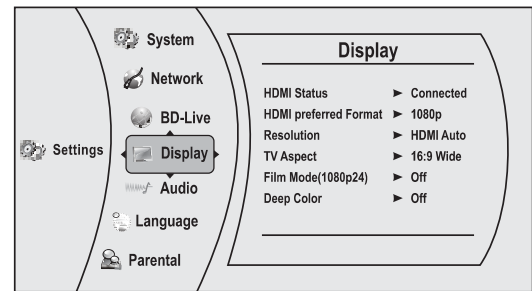 Settings
System
Network
BD-Live
Display
Audio
Language
Parental
Display
HDMI Status ► Connected
HDMI preferred Format ► 1080p
Resolution ► HDMI Auto
TV Aspect ► 16:9 Wide
Film Mode(1080p24) ► Off
Deep Color ► Off